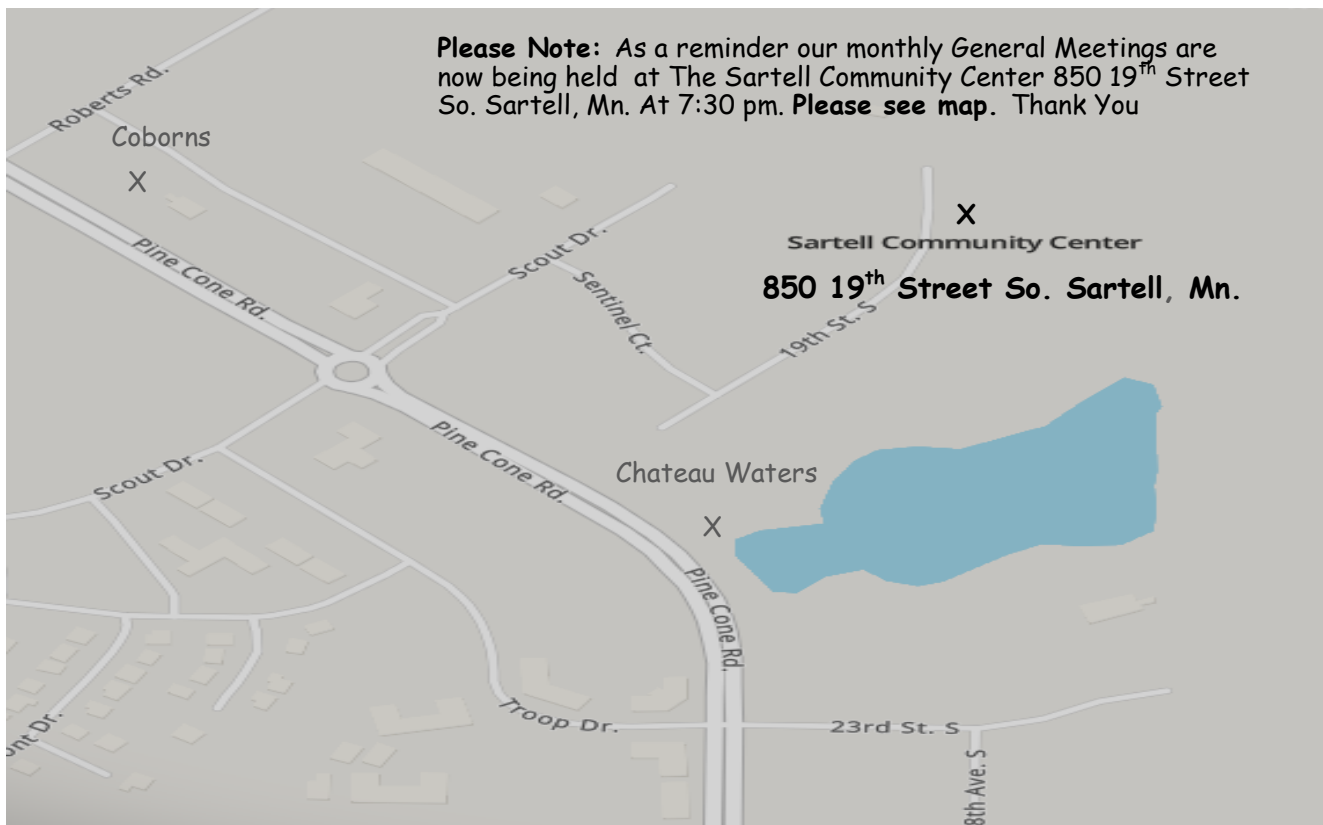 Please Note: As a reminder our monthly General Meetings are
now being held at The Sartell Community Center 850 19th Street
So. Sartell, Mn. At 7:30 pm. Please see map. Thank You
Roberts Rd.
Coborns
X
X
Sartell Community Center
850 19th Street So. Sartell, Mn.
Pine Cone Rd.
Scout Dr.
Sentinel Ct.
19th St. S
Pine Cone Rd.
Scout Dr.
Chateau Waters
X
Pine Cone Rd.
Troop Dr.
23rd St. S
8th Ave. S
ont Dr.